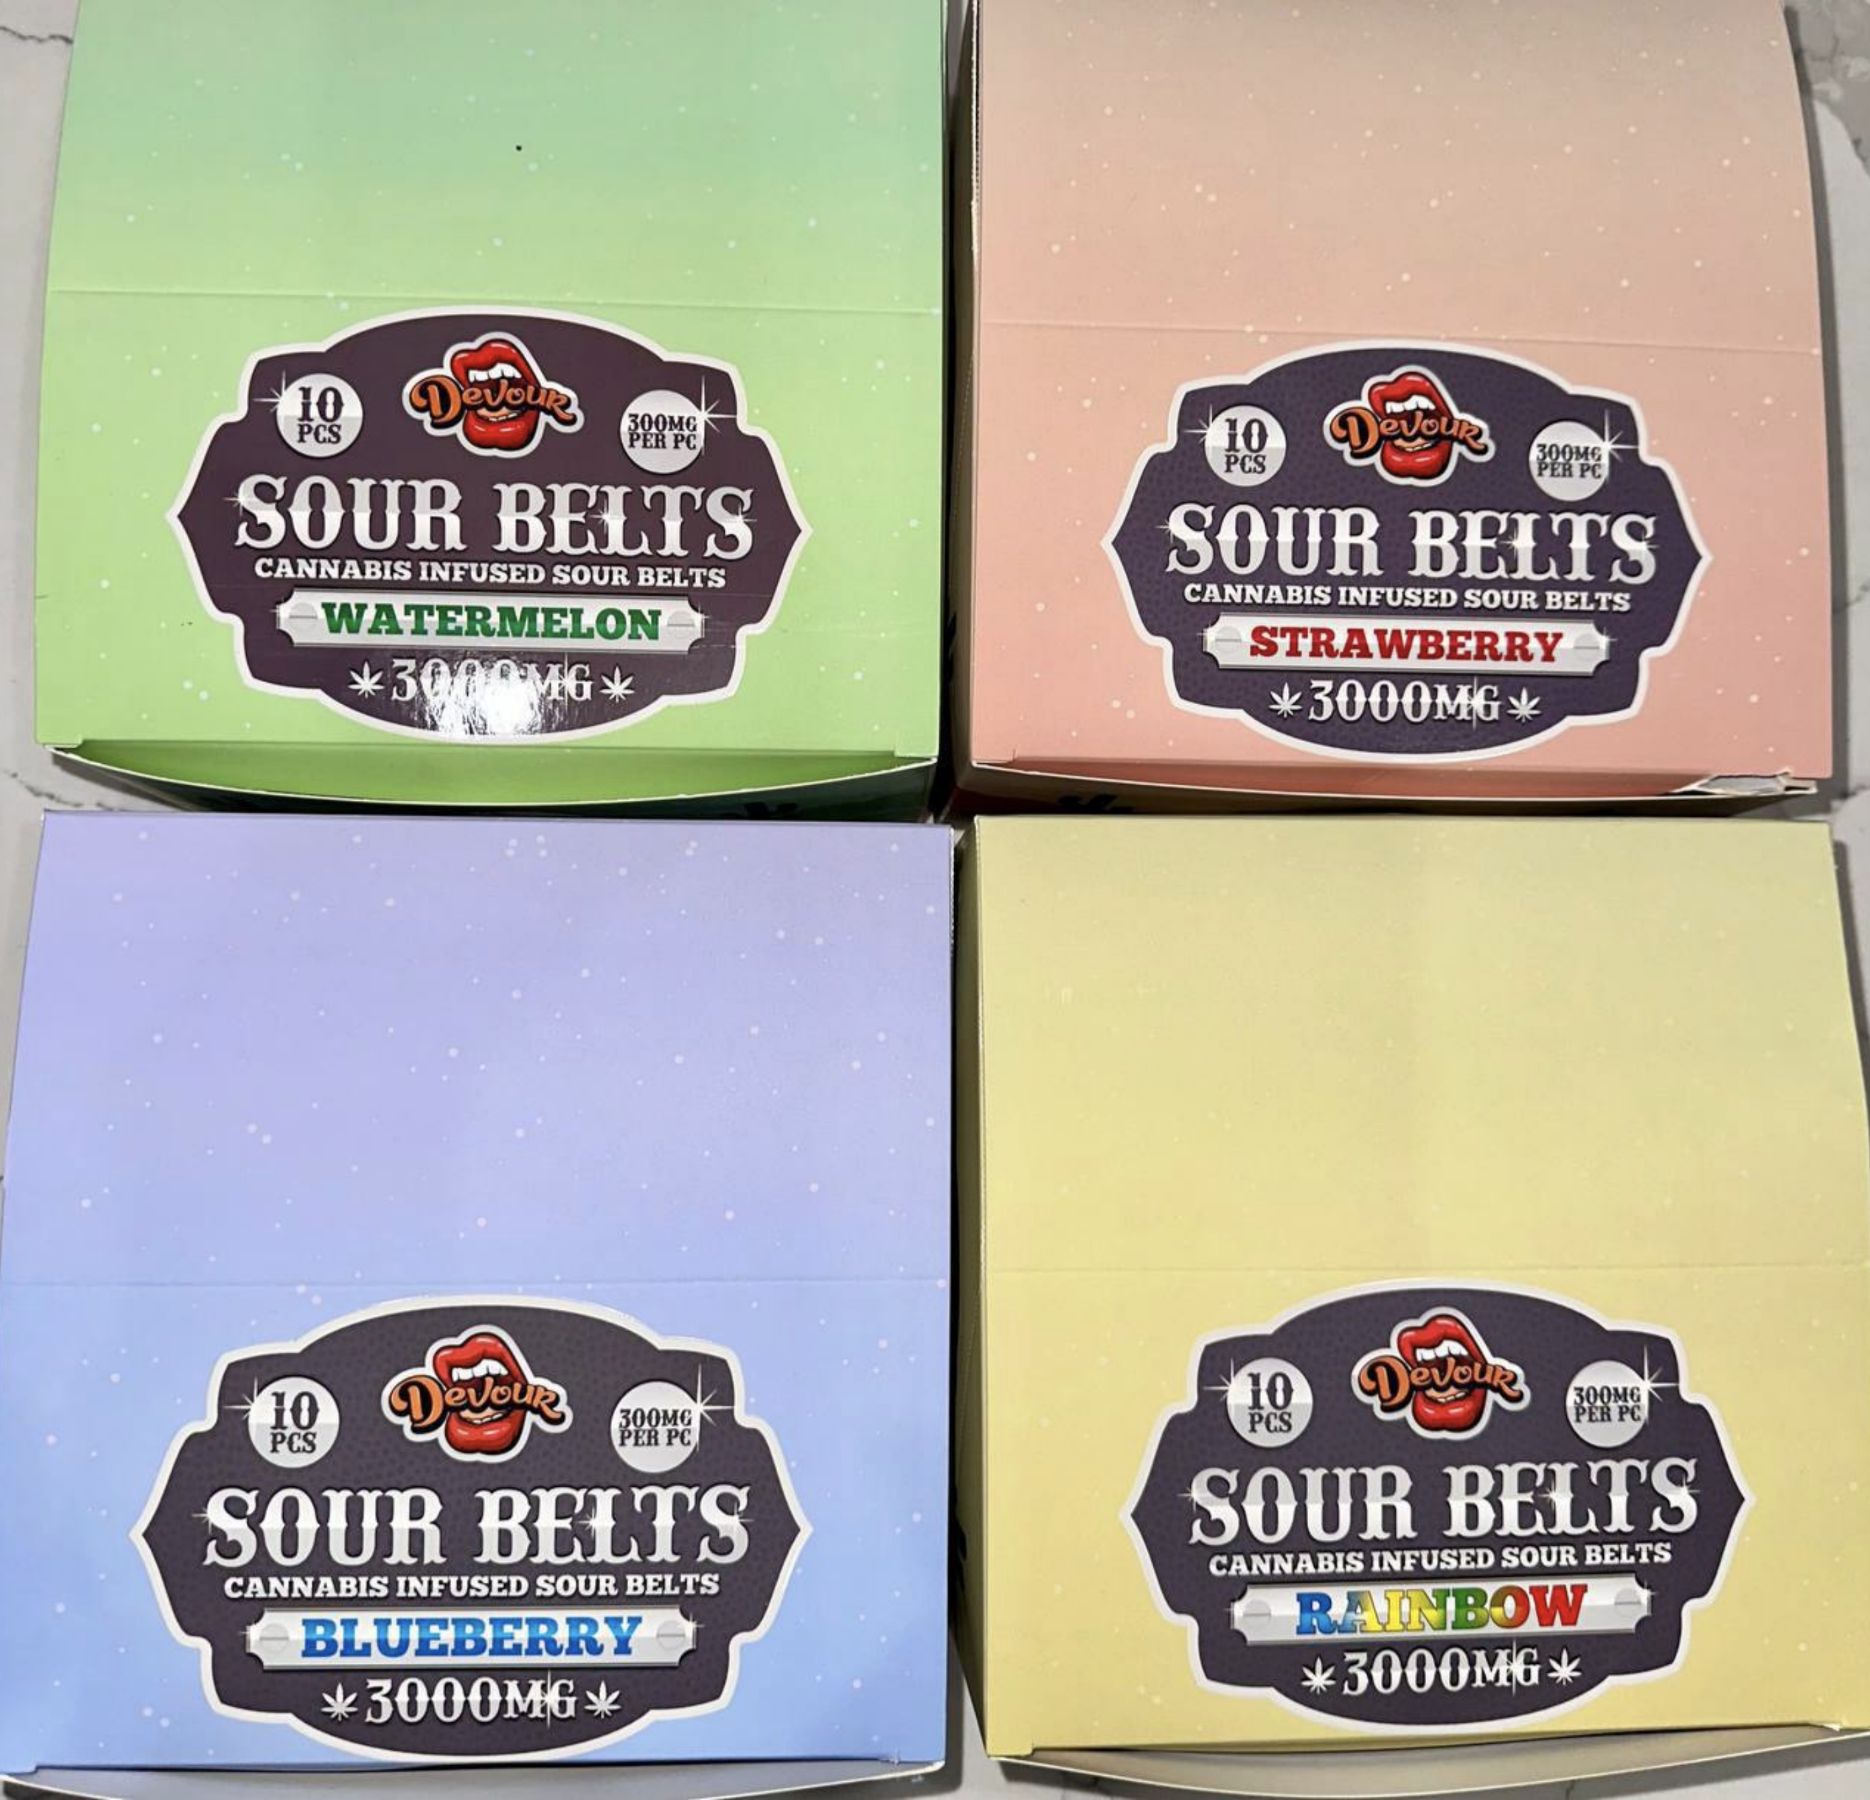 10
PCS
Devour
300MG
PER PC
SOUR BELTS
CANNABIS INFUSED SOUR BELTS
WATERMELON
3000MG
10
PCS
Devour
300MG
PER PC
SOUR BELTS
CANNABIS INFUSED SOUR BELTS
STRAWBERRY
3000MG
10
PCS
Devour
300MG
PER PC
SOUR BELTS
CANNABIS INFUSED SOUR BELTS
BLUEBERRY
3000MG
10
PCS
Devour
300MG
PER PC
SOUR BELTS
CANNABIS INFUSED SOUR BELTS
RAINBOW
3000MG